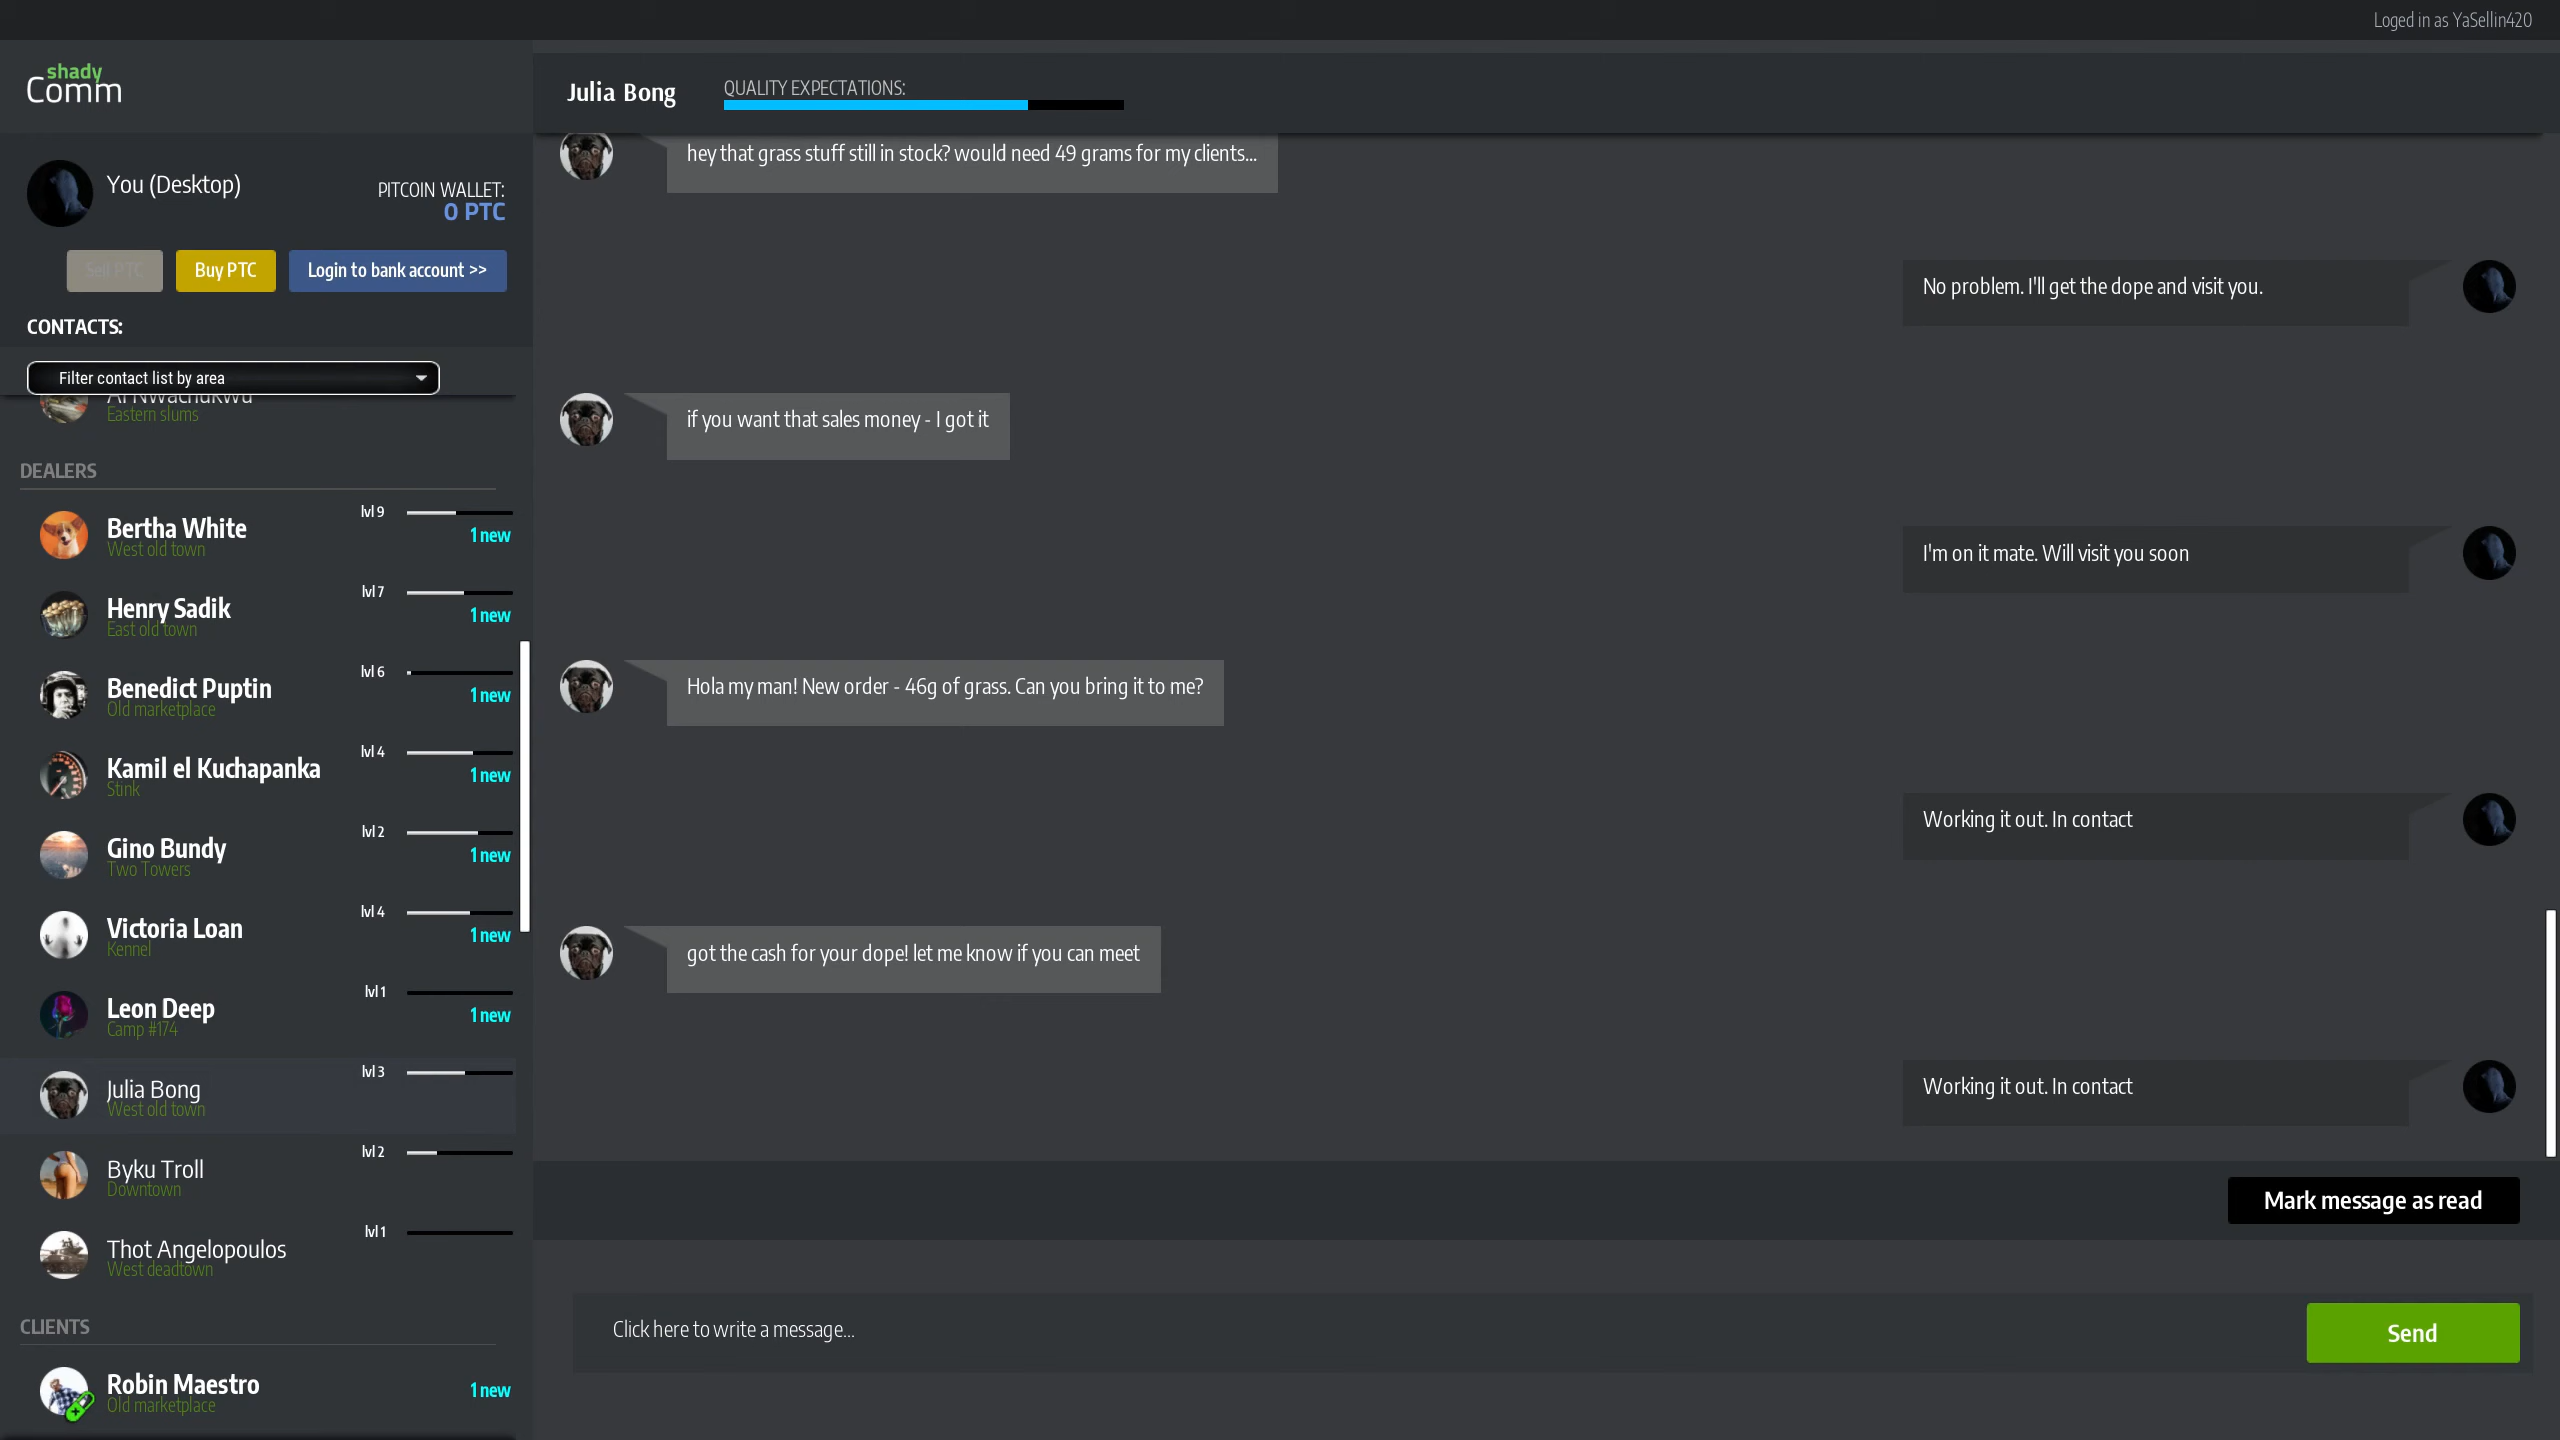 Loged in as YaSellin420
shady
Comm
You (Desktop)
PITCOIN WALLET:
0 PTC
Sell PTC
Buy PTC
Login to bank account >>
CONTACTS:
Filter contact list by area
Al Nwachukwu
Eastern slums
DEALERS
Bertha White
West old town
lvl 9
1 new
Henry Sadik
East old town
lvl 7
1 new
Benedict Puptin
Old marketplace
lvl 6
1 new
Kamil el Kuchapanka
Stink
lvl 4
1 new
Gino Bundy
Two Towers
lvl 2
1 new
Victoria Loan
Kennel
lvl 4
1 new
Leon Deep
Camp #174
lvl 1
1 new
Julia Bong
West old town
lvl 3
Byku Troll
Downtown
lvl 2
Thot Angelopoulos
West deadtown
lvl 1
CLIENTS
Robin Maestro
Old marketplace
1 new
Julia Bong
QUALITY EXPECTATIONS:
hey that grass stuff still in stock? would need 49 grams for my clients...
No problem. I'll get the dope and visit you.
if you want that sales money - I got it
I'm on it mate. Will visit you soon
Hola my man! New order - 46g of grass. Can you bring it to me?
Working it out. In contact
got the cash for your dope! let me know if you can meet
Working it out. In contact
Mark message as read
Click here to write a message...
Send